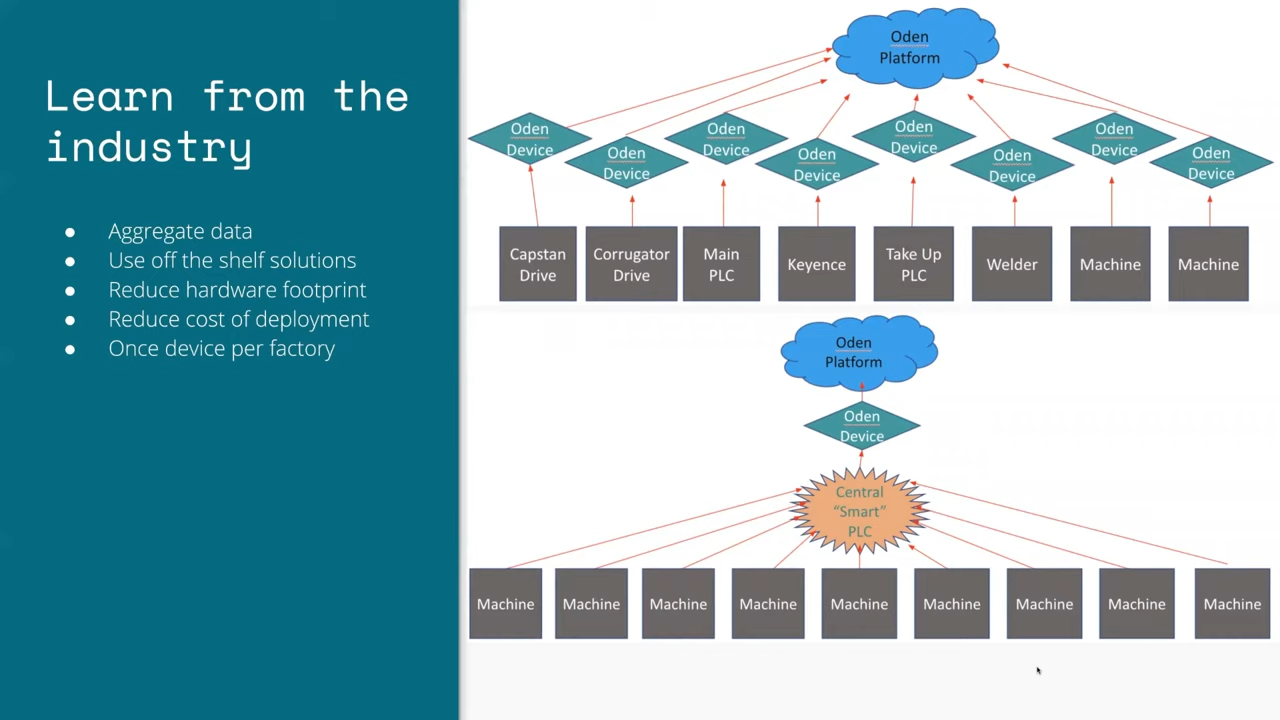 Learn from the
industry
● Aggregate data
● Use off the shelf solutions
● Reduce hardware footprint
● Reduce cost of deployment
● Once device per factory
Oden
Platform
Oden
Device
Oden
Device
Oden
Device
Oden
Device
Oden
Device
Oden
Device
Oden
Device
Oden
Device
Capstan
Drive
Corrugator
Drive
Main
PLC
Keyence
Take Up
PLC
Welder
Machine
Machine
Oden
Platform
Oden
Device
Central
“Smart”
PLC
Machine
Machine
Machine
Machine
Machine
Machine
Machine
Machine
Machine